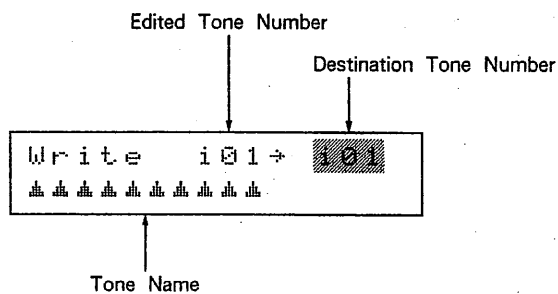 Edited Tone Number
Destination Tone Number
Write i01→ i01
Tone Name